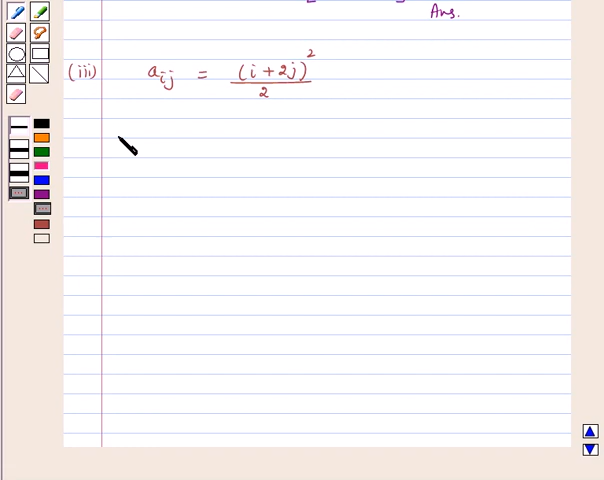 Ans.
(iii) aij = (i + 2j)²
2